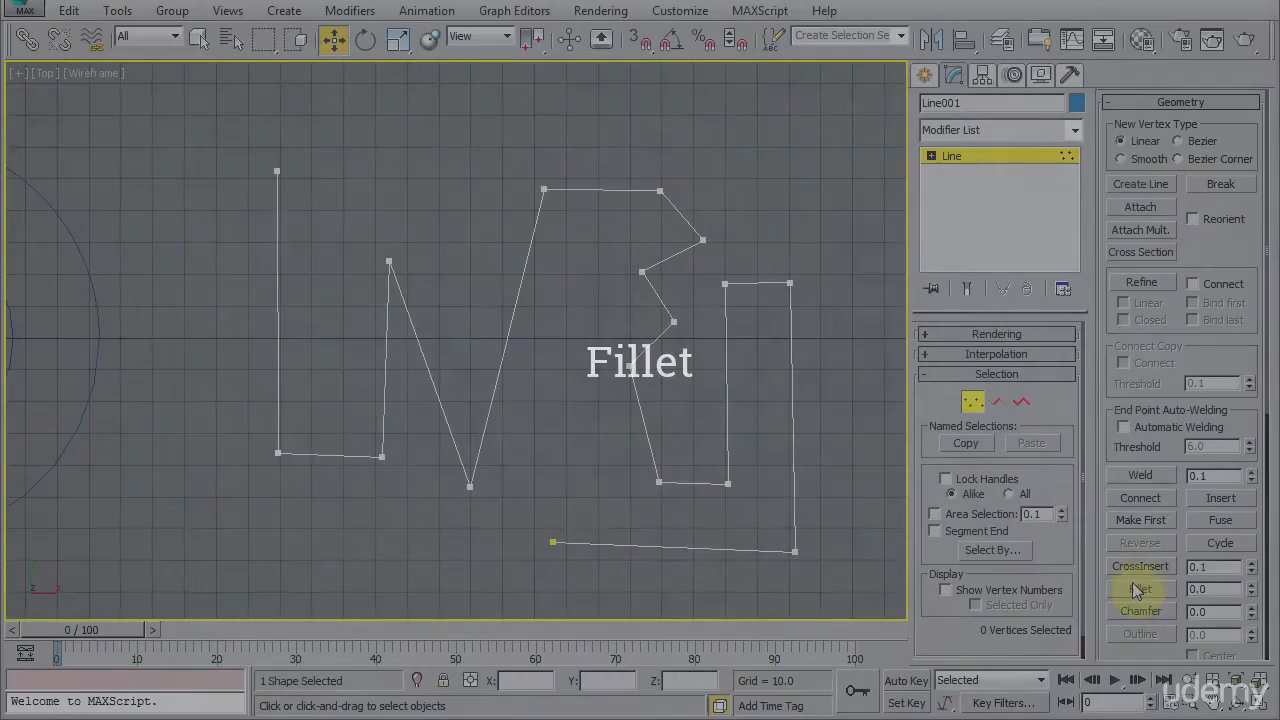 MAX
Edit Tools Group Views Create Modifiers Animation Graph Editors Rendering Customize MAXScript Help
All View 3 Create Selection Se
[+] [Top] [Wireframe]
Fillet
z x
Line001
Modifier List
Line
Rendering
Interpolation
Selection
Named Selections:
Copy Paste
Lock Handles
Alike All
Area Selection: 0.1
Segment End
Select By...
Display
Show Vertex Numbers
Selected Only
0 Vertices Selected
Geometry
New Vertex Type
Linear Bezier
Smooth Bezier Corner
Create Line Break
Attach Reorient
Attach Mult.
Cross Section
Refine Connect
Linear Bind first
Closed Bind last
Connect Copy
Connect
Threshold 0.1
End Point Auto-Welding
Automatic Welding
Threshold 6.0
Weld 0.1
Connect Insert
Make First Fuse
Reverse Cycle
CrossInsert 0.1
Fillet 0.0
Chamfer 0.0
Outline 0.0
Center
< 0 / 100 >
0 10 20 30 40 50 60 70 80 90 100
1 Shape Selected X: Y: Z: Grid = 10.0 Auto Key Selected
Welcome to MAXScript. Click or click-and-drag to select objects Add Time Tag Set Key Key Filters... 0
udemy